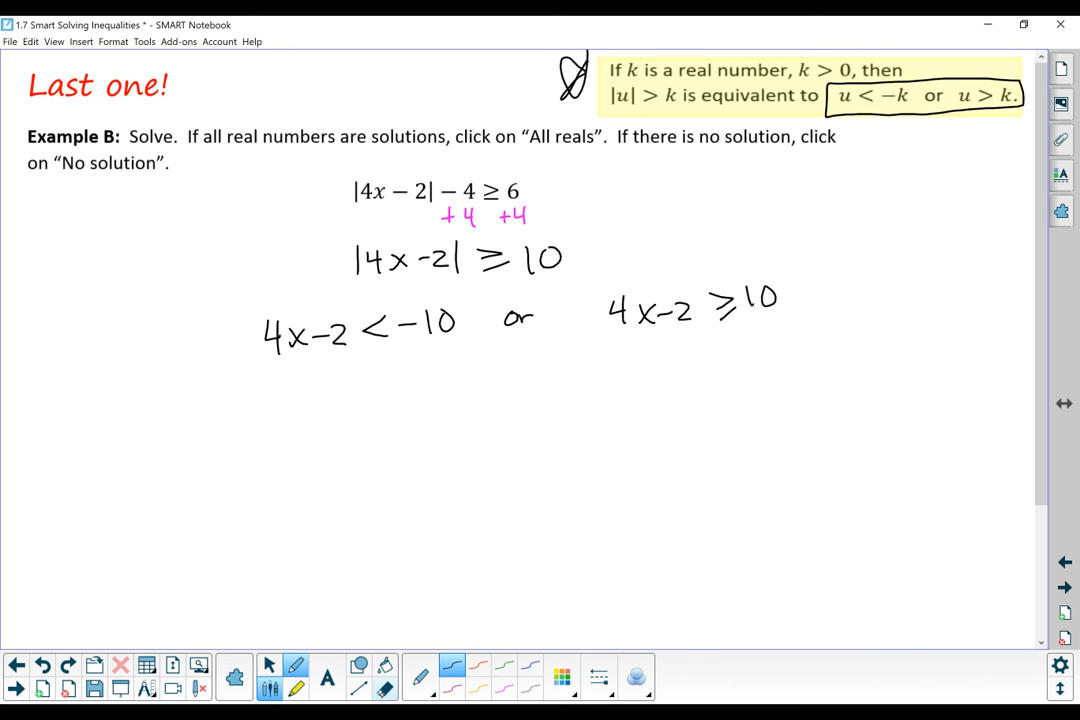 1.7 Smart Solving Inequalities * - SMART Notebook
File Edit View Insert Format Tools Add-ons Account Help
Last one!
If k is a real number, k > 0, then
|u| > k is equivalent to u < −k or u > k.
Example B: Solve. If all real numbers are solutions, click on “All reals”. If there is no solution, click
on “No solution”.
|4x − 2| − 4 ≥ 6
+4 +4
|4x -2| ≥ 10
4x-2 < -10 or 4x-2 ≥ 10